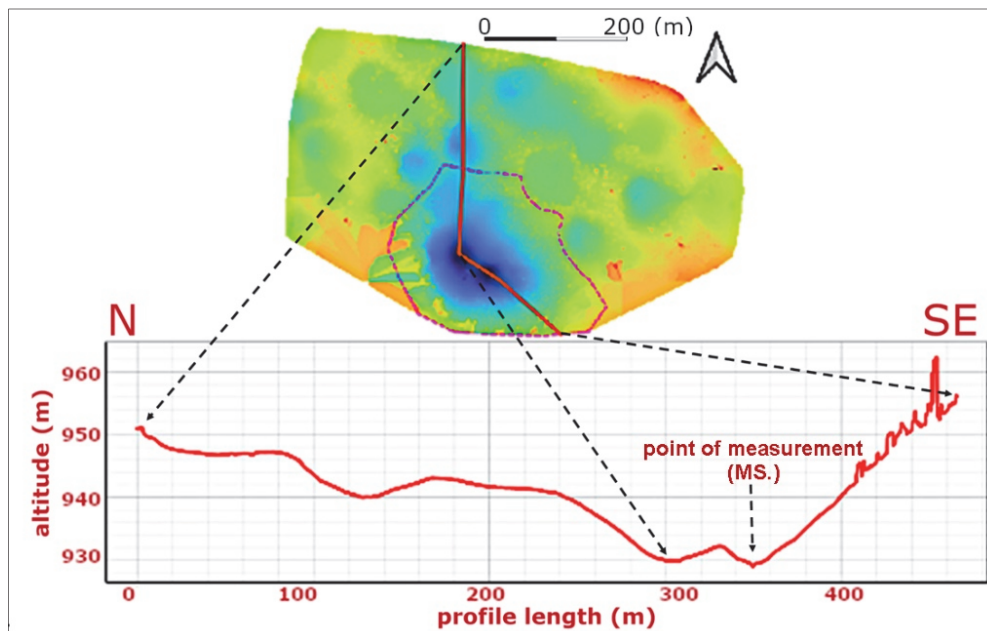 0 200 (m)
N SE
960
950
940
930
altitude (m)
point of measurement
(MS.)
0 100 200 300 400
profile length (m)